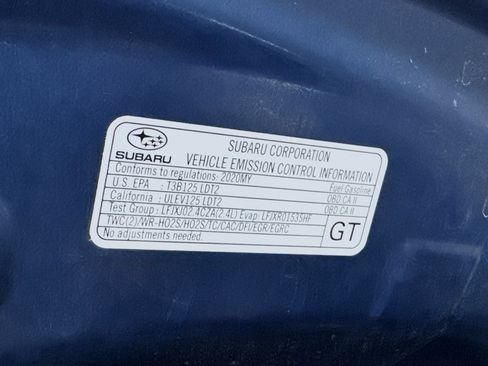 SUBARU CORPORATION
SUBARU VEHICLE EMISSION CONTROL INFORMATION
Conforms to regulations: 2020MY Fuel: Gasoline
U.S. EPA : T3B125 LDT2 OBD: CA II
California : ULEV125 LDT2 OBD: CA II
Test Group : LFJXJ02.4CZA(2.4L) Evap: LFJXR0153SHF
TWC(2)/WR-HO2S/HO2S/TC/CAC/DFI/EGR/EGRC
No adjustments needed.
GT